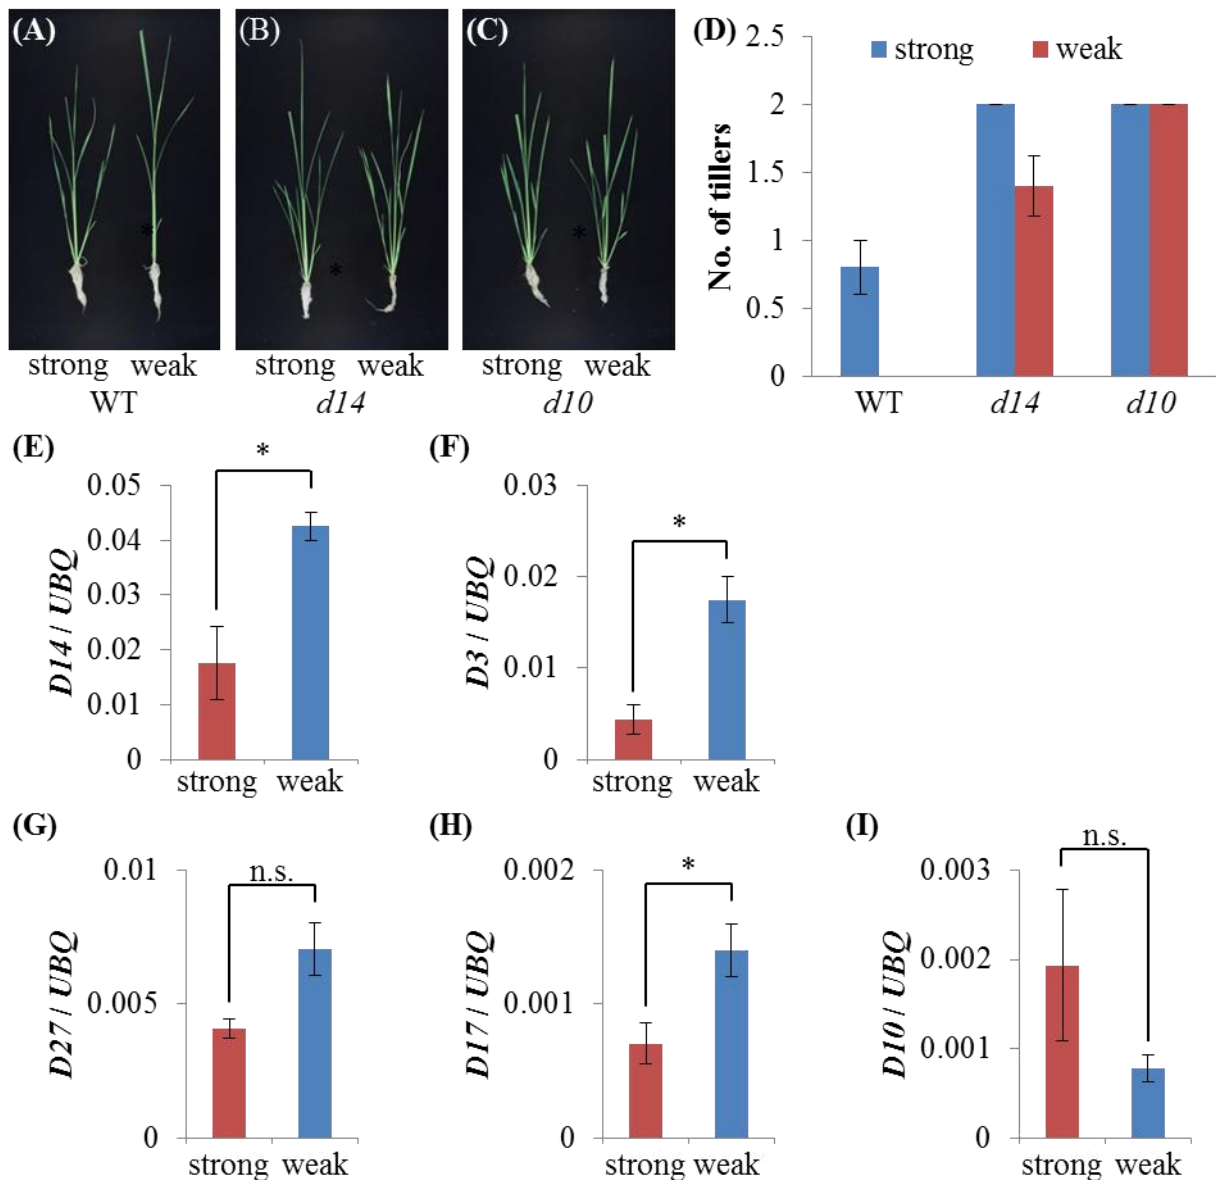 (A)
(B)
(C)
strong weak
WT
strong weak
d14
strong weak
d10
(D)
strong weak
No. of tillers
2.5
2
1.5
1
0.5
0
WT d14 d10
(E)
*
D14 / UBQ
0.05
0.04
0.03
0.02
0.01
0
strong weak
(F)
*
D3 / UBQ
0.03
0.02
0.01
0
strong weak
(G)
n.s.
D27 / UBQ
0.01
0.005
0
strong weak
(H)
*
D17 / UBQ
0.002
0.001
0
strong weak
(I)
n.s.
D10 / UBQ
0.003
0.002
0.001
0
strong weak